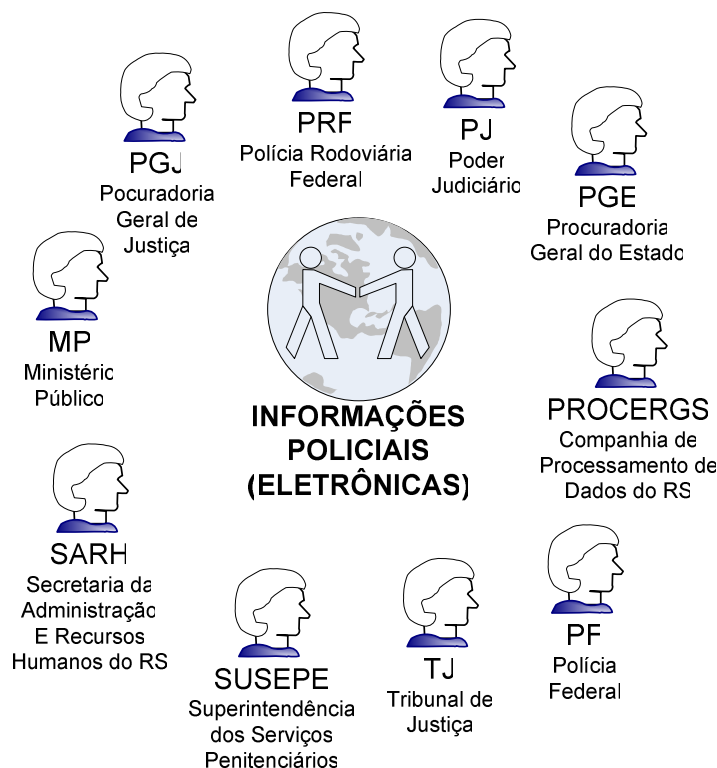 PRF
Polícia Rodoviária
Federal
PJ
Poder
Judiciário
PGJ
Pocuradoria
Geral de
Justiça
PGE
Procuradoria
Geral do Estado
MP
Ministério
Público
INFORMAÇÕES
POLICIAIS
(ELETRÔNICAS)
PROCERGS
Companhia de
Processamento de
Dados do RS
SARH
Secretaria da
Administração
E Recursos
Humanos do RS
SUSEPE
Superintendência
dos Serviços
Penitenciários
TJ
Tribunal de
Justiça
PF
Polícia
Federal